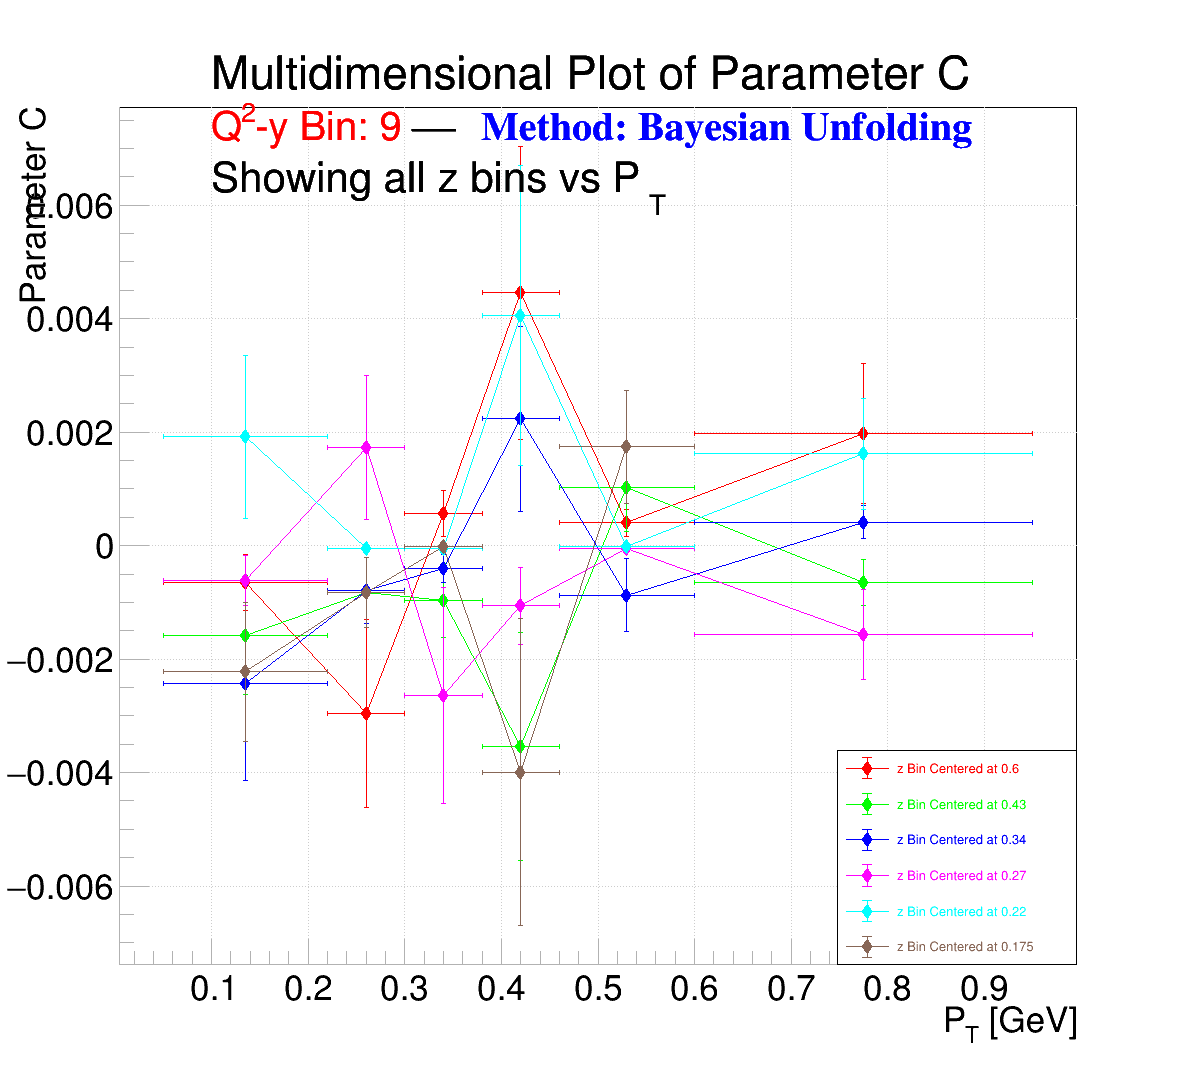 Multidimensional Plot of Parameter C
Q²-y Bin: 9 — Method: Bayesian Unfolding
Showing all z bins vs P_T
Parameter C
0.006
0.004
0.002
0
−0.002
−0.004
−0.006
z Bin Centered at 0.6
z Bin Centered at 0.43
z Bin Centered at 0.34
z Bin Centered at 0.27
z Bin Centered at 0.22
z Bin Centered at 0.175
0.1 0.2 0.3 0.4 0.5 0.6 0.7 0.8 0.9
P_T [GeV]